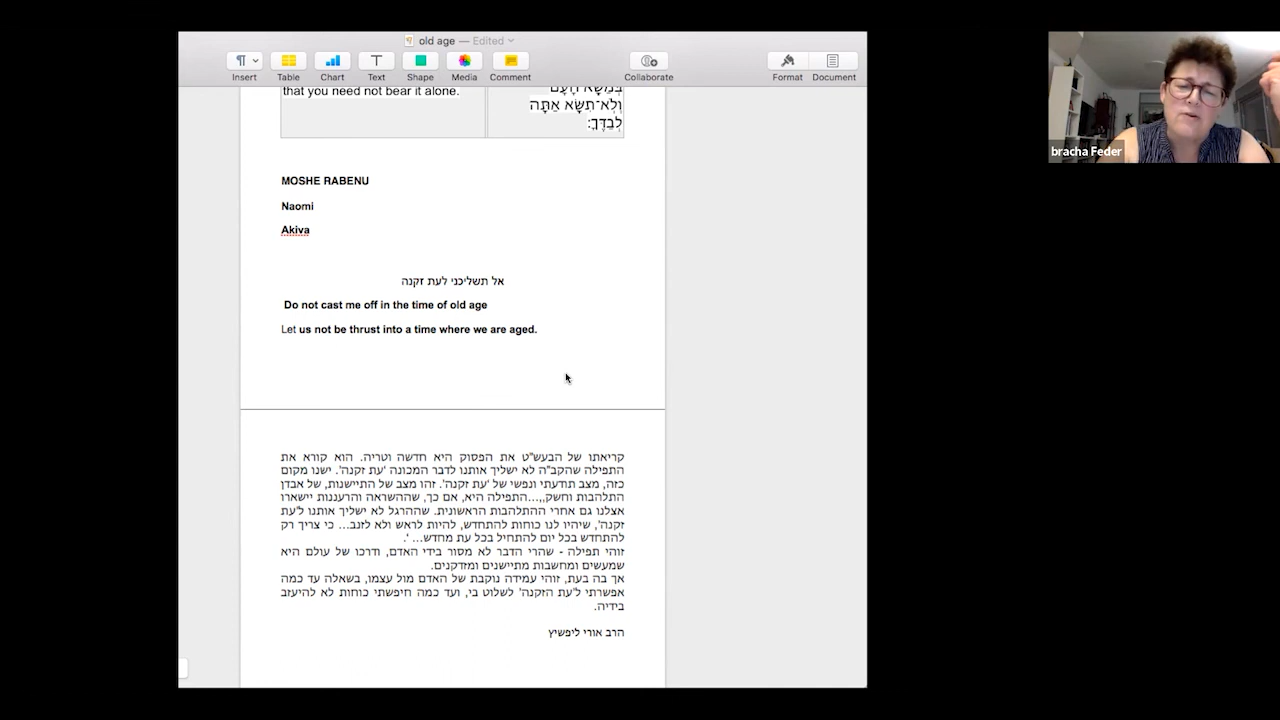 old age — Edited
Insert
Table
Chart
Text
Shape
Media
Comment
Collaborate
Format
Document
that you need not bear it alone.
בְּמַשָּׂא הָעָם
וְלֹא־תִשָּׂא אַתָּה
לְבַדֶּךָ׃
MOSHE RABENU
Naomi
Akiva
אל תשליכני לעת זקנה
Do not cast me off in the time of old age
Let us not be thrust into a time where we are aged.
קריאתו של הבעש"ט את הפסוק היא חדשה וטריה. הוא קורא את
התפילה שהקב"ה לא ישליך אותנו לדבר המכונה 'עת זקנה'. ישנו מקום
כזה, מצב תודעתי ונפשי של 'עת זקנה'. זהו מצב של התיישנות, של אבדן
התלהבות וחשק,,...התפילה היא, אם כך, שההשראה והרעננות יישארו
אצלנו גם אחרי ההתלהבות הראשונית. שההרגל לא ישליך אותנו ל'עת
זקנה', שיהיו לנו כוחות להתחדש, להיות לראש ולא לזנב... כי צריך רק
להתחדש בכל יום להתחיל בכל עת מחדש... '.
זוהי תפילה - שהרי הדבר לא מסור בידי האדם, ודרכו של עולם היא
שמעשים ומחשבות מתיישנים ומזדקנים.
אך בה בעת, זוהי עמידה נוקבת של האדם מול עצמו, בשאלה עד כמה
אפשרתי ל'עת הזקנה' לשלוט בי, ועד כמה חיפשתי כוחות לא להיעזב
בידיה.
הרב אורי ליפשיץ
bracha Feder